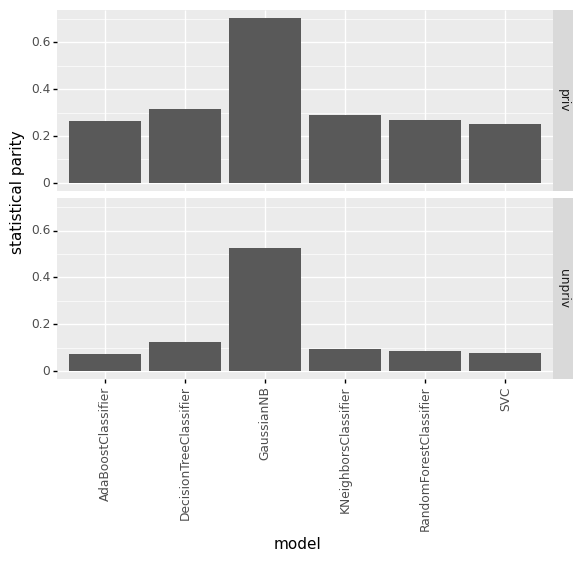 statistical parity
0.6
0.4
0.2
0
priv
0.6
0.4
0.2
0
unpriv
AdaBoostClassifier
DecisionTreeClassifier
GaussianNB
KNeighborsClassifier
RandomForestClassifier
SVC
model